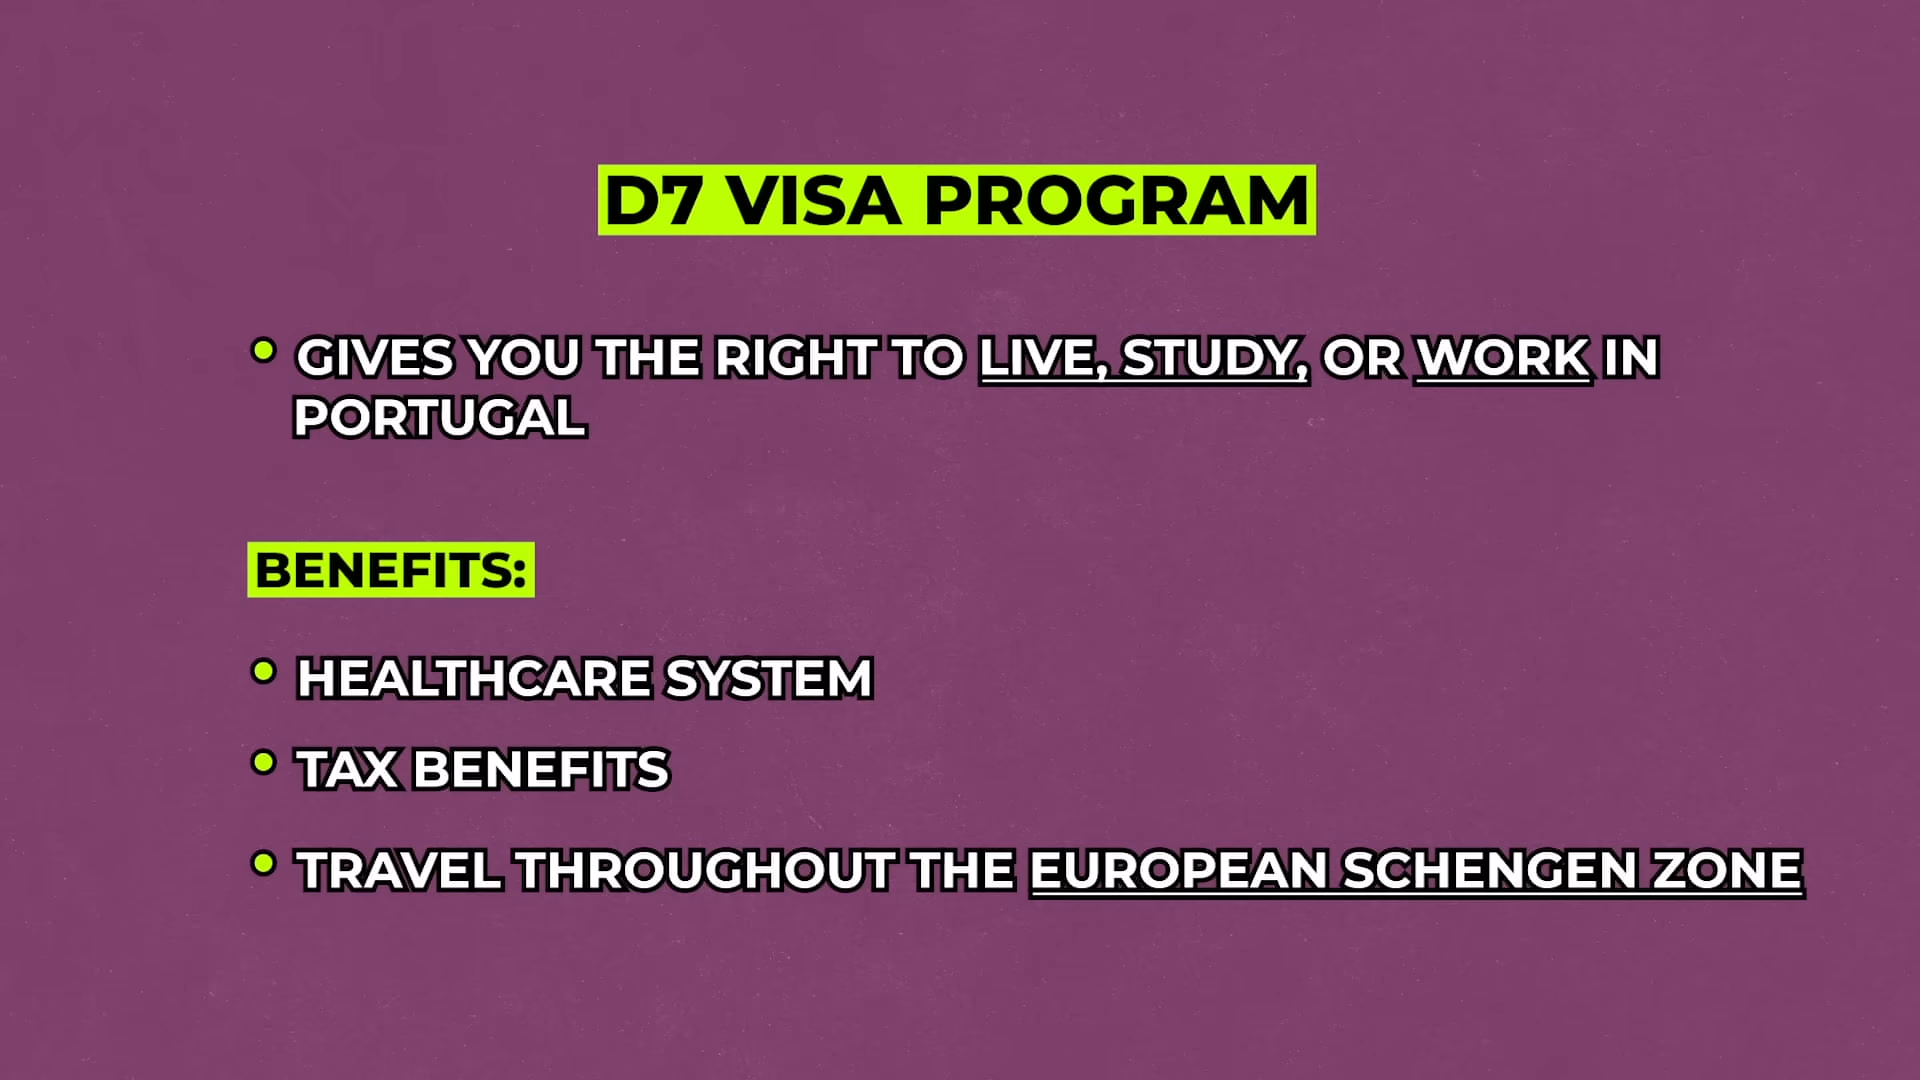 D7 VISA PROGRAM
• GIVES YOU THE RIGHT TO LIVE, STUDY, OR WORK IN
PORTUGAL
BENEFITS:
• HEALTHCARE SYSTEM
• TAX BENEFITS
• TRAVEL THROUGHOUT THE EUROPEAN SCHENGEN ZONE